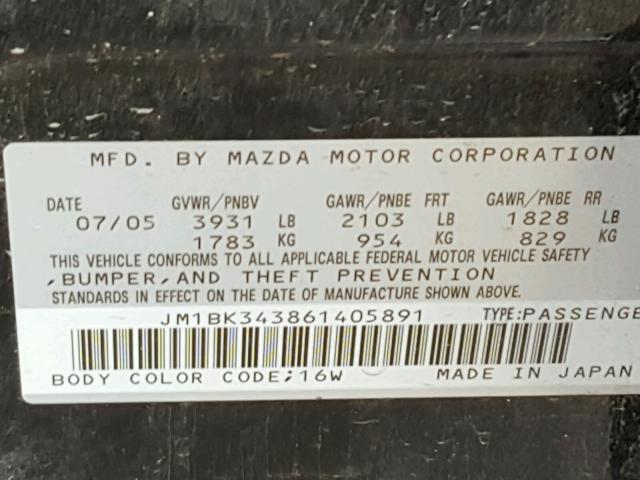 MFD. BY MAZDA MOTOR CORPORATION
DATE GVWR/PNBV GAWR/PNBE FRT GAWR/PNBE RR
07/05 3931 LB 2103 LB 1828 LB
1783 KG 954 KG 829 KG
THIS VEHICLE CONFORMS TO ALL APPLICABLE FEDERAL MOTOR VEHICLE SAFETY
,BUMPER,AND THEFT PREVENTION
STANDARDS IN EFFECT ON THE DATE OF MANUFACTURE SHOWN ABOVE.
JM1BK343861405891 TYPE:PASSENGE
BODY COLOR CODE;16W MADE IN JAPAN